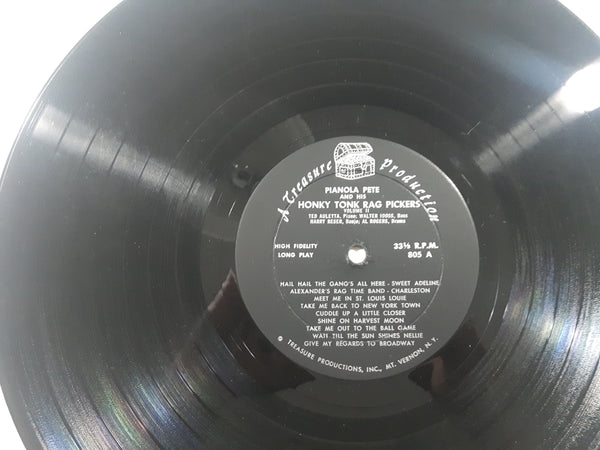 A Treasure Production
PIANOLA PETE
AND HIS
HONKY TONK RAG PICKERS
VOLUME II
TED AULETTA, Piano; WALTER IOOSS, Bass
HARRY RESER, Banjo; AL ROGERS, Drums
HIGH FIDELITY 33⅓ R.P.M.
LONG PLAY 805 A
HAIL HAIL THE GANG'S ALL HERE - SWEET ADELINE
ALEXANDER'S RAG TIME BAND - CHARLESTON
MEET ME IN ST. LOUIS LOUIE
TAKE ME BACK TO NEW YORK TOWN
CUDDLE UP A LITTLE CLOSER
SHINE ON HARVEST MOON
TAKE ME OUT TO THE BALL GAME
WAIT TILL THE SUN SHINES NELLIE
GIVE MY REGARDS TO BROADWAY
© TREASURE PRODUCTIONS, INC., MT. VERNON, N.Y.